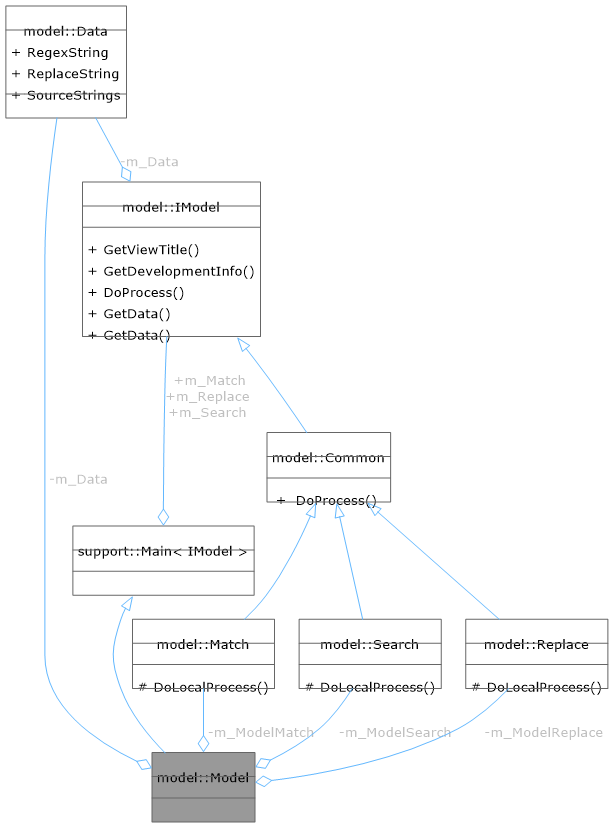 model::Data
+ RegexString
+ ReplaceString
+ SourceStrings
-m_Data
model::IModel
+ GetViewTitle()
+ GetDevelopmentInfo()
+ DoProcess()
+ GetData()
+ GetData()
+m_Match
+m_Replace
+m_Search
model::Common
+ DoProcess()
-m_Data
support::Main< IModel >
model::Match
# DoLocalProcess()
model::Search
# DoLocalProcess()
model::Replace
# DoLocalProcess()
-m_ModelMatch
-m_ModelSearch
-m_ModelReplace
model::Model